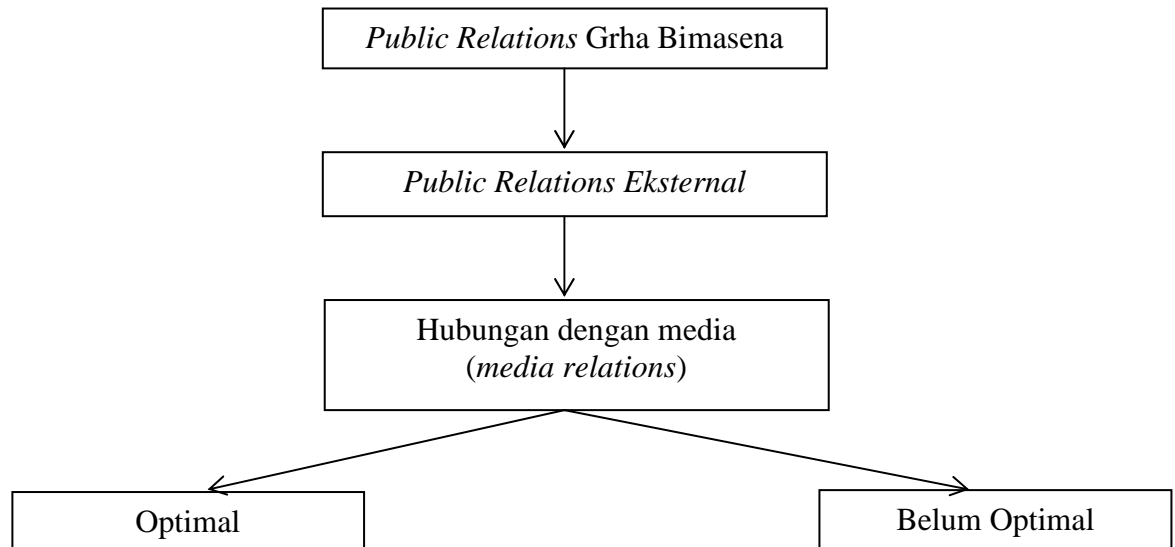 Public Relations Grha Bimasena
Public Relations Eksternal
Hubungan dengan media
(media relations)
Optimal
Belum Optimal